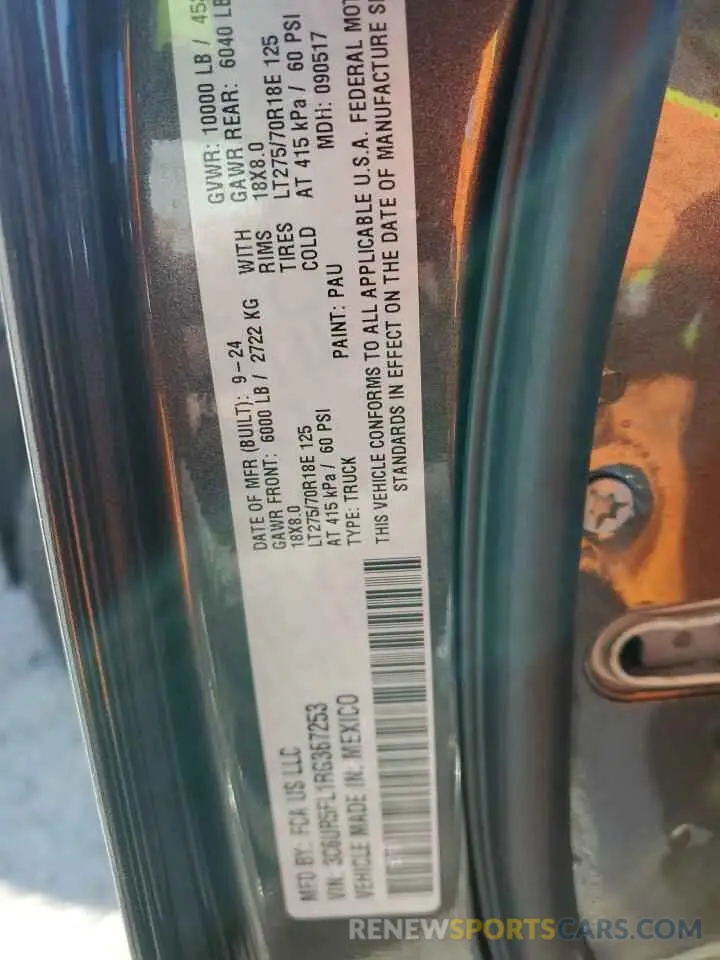 MFD BY: FCA US LLC
VIN: 3C6UR5FL1RG367253
VEHICLE MADE IN: MEXICO
DATE OF MFR (BUILT): 9-24
GAWR FRONT: 6000 LB / 2722 KG
18X8.0
LT275/70R18E 125
AT 415 kPa / 60 PSI
TYPE: TRUCK
PAINT: PAU
WITH
RIMS
TIRES
COLD
GVWR: 10000 LB /
GAWR REAR: 6040 LB
18X8.0
LT275/70R18E 125
AT 415 kPa / 60 PSI
MDH: 090517
THIS VEHICLE CONFORMS TO ALL APPLICABLE U.S.A. FEDERAL
STANDARDS IN EFFECT ON THE DATE OF MANUFACTURE
RENEWSPORTSCARS.COM